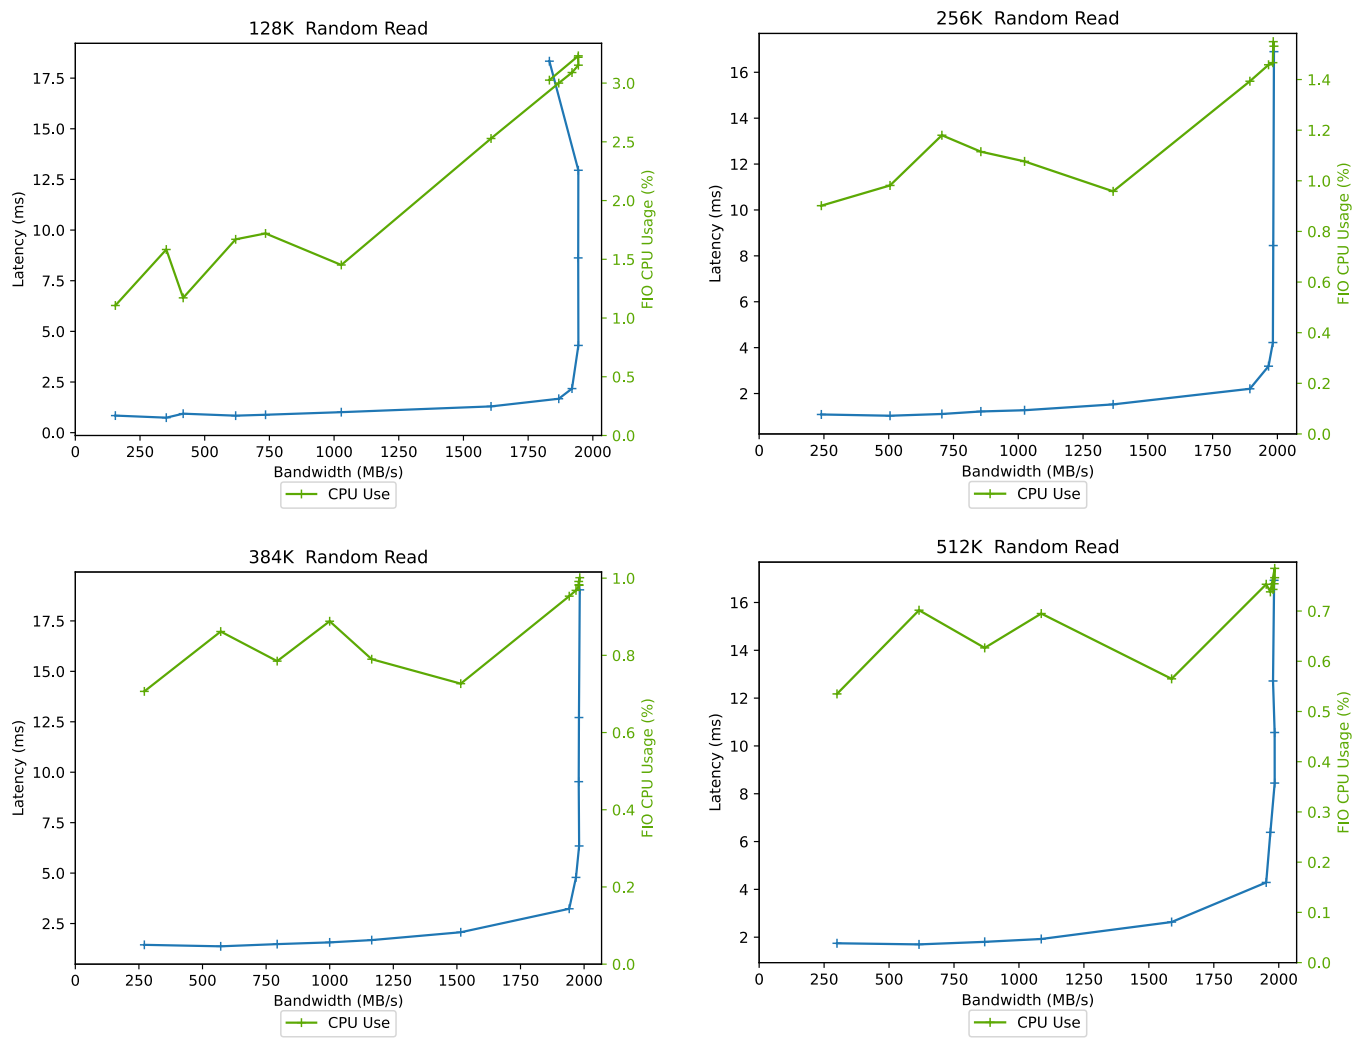 128K  Random Read
17.5
15.0
12.5
10.0
7.5
5.0
2.5
0.0
Latency (ms)
3.0
2.5
2.0
1.5
1.0
0.5
0.0
FIO CPU Usage (%)
0 250 500 750 1000 1250 1500 1750 2000
Bandwidth (MB/s)
CPU Use
256K  Random Read
16
14
12
10
8
6
4
2
Latency (ms)
1.4
1.2
1.0
0.8
0.6
0.4
0.2
0.0
FIO CPU Usage (%)
0 250 500 750 1000 1250 1500 1750 2000
Bandwidth (MB/s)
CPU Use
384K  Random Read
17.5
15.0
12.5
10.0
7.5
5.0
2.5
Latency (ms)
1.0
0.8
0.6
0.4
0.2
0.0
FIO CPU Usage (%)
0 250 500 750 1000 1250 1500 1750 2000
Bandwidth (MB/s)
CPU Use
512K  Random Read
16
14
12
10
8
6
4
2
Latency (ms)
0.7
0.6
0.5
0.4
0.3
0.2
0.1
0.0
FIO CPU Usage (%)
0 250 500 750 1000 1250 1500 1750 2000
Bandwidth (MB/s)
CPU Use